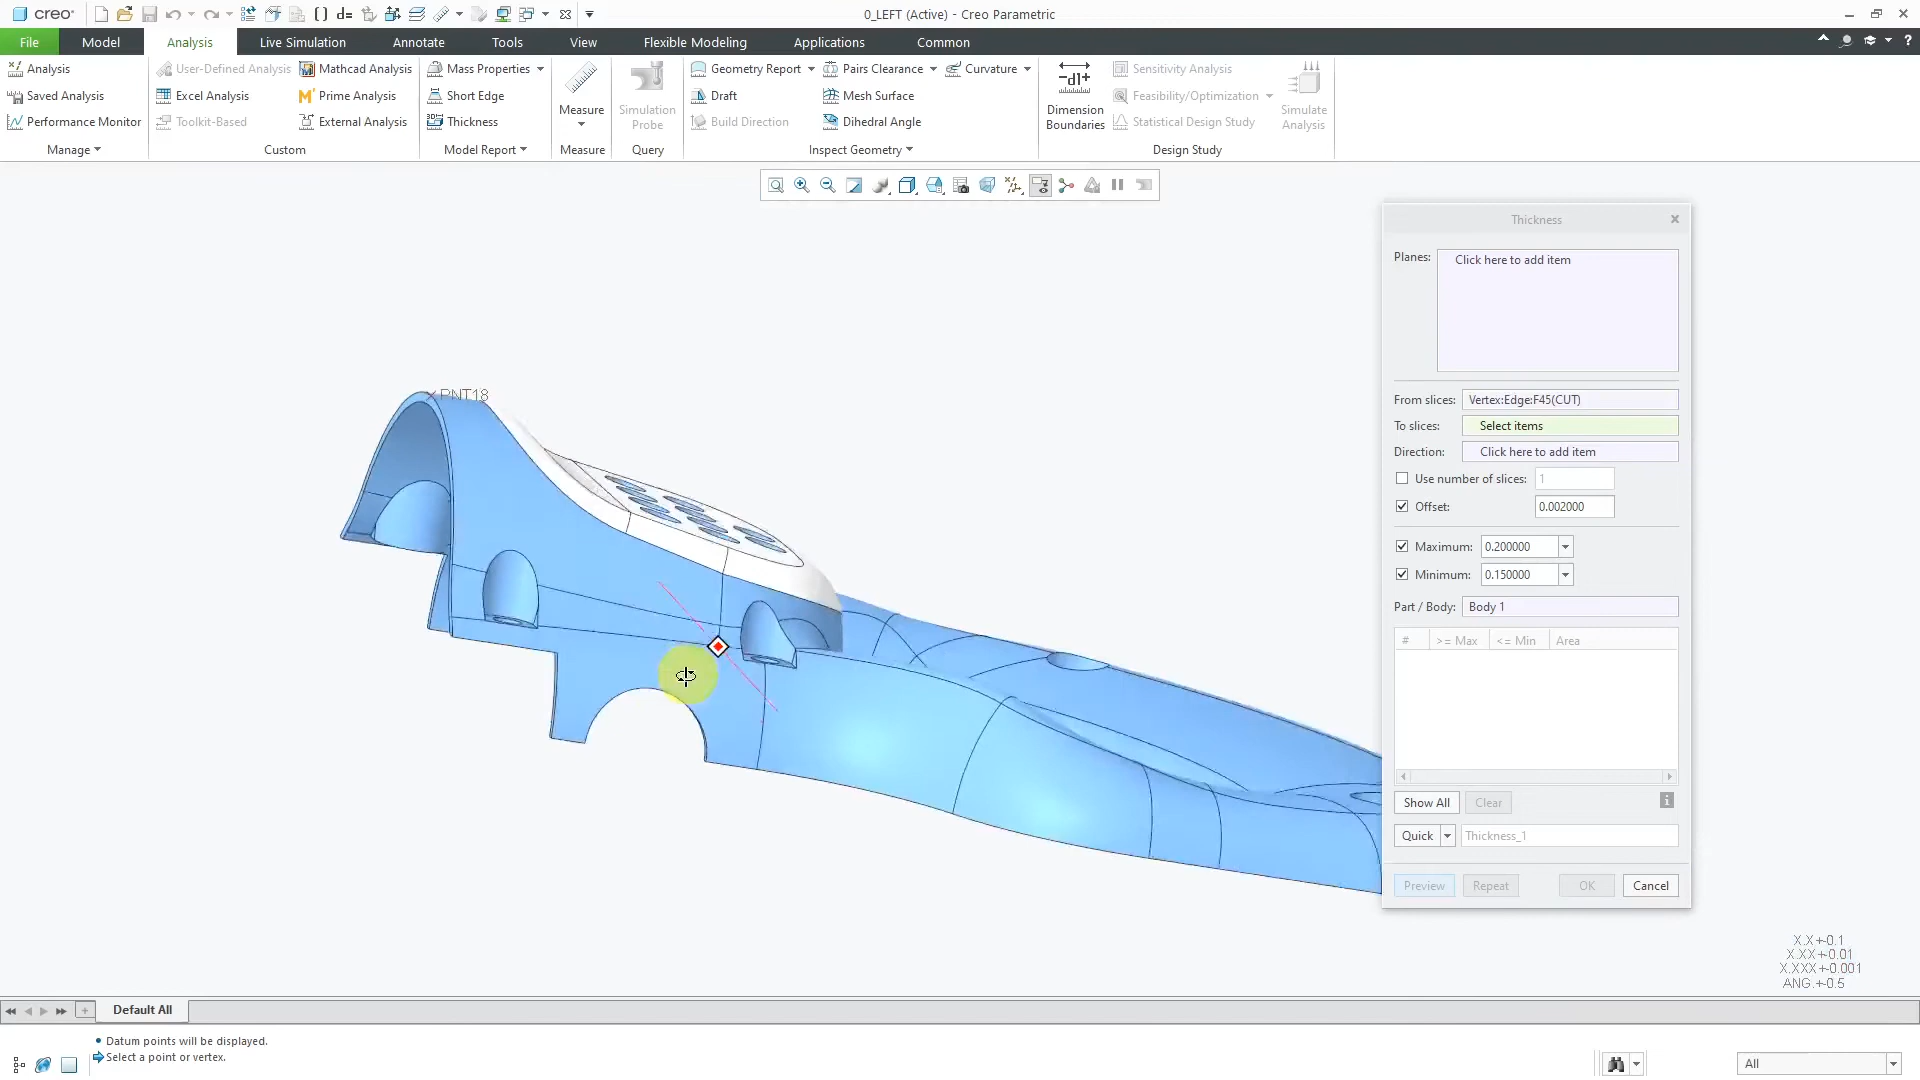 creo
d=
0_LEFT (Active) - Creo Parametric
File
Model
Analysis
Live Simulation
Annotate
Tools
View
Flexible Modeling
Applications
Common
?
Analysis
Saved Analysis
Performance Monitor
Manage
User-Defined Analysis
Excel Analysis
Toolkit-Based
Mathcad Analysis
Prime Analysis
External Analysis
Custom
Mass Properties
Short Edge
Thickness
Model Report
Measure
Measure
Simulation
Probe
Query
Geometry Report
Draft
Build Direction
Pairs Clearance
Mesh Surface
Dihedral Angle
Curvature
Inspect Geometry
Dimension
Boundaries
Sensitivity Analysis
Feasibility/Optimization
Statistical Design Study
Simulate
Analysis
Design Study
PNT18
Thickness
Planes:
Click here to add item
From slices:
Vertex:Edge:F45(CUT)
To slices:
Select items
Direction:
Click here to add item
Use number of slices:
1
Offset:
0.002000
Maximum:
0.200000
Minimum:
0.150000
Part / Body:
Body 1
#
>= Max
<= Min
Area
Show All
Clear
Quick
Thickness_1
Preview
Repeat
OK
Cancel
X.X+-0.1
X.XX+-0.01
X.XXX+-0.001
ANG.+-0.5
Default All
• Datum points will be displayed.
Select a point or vertex.
All